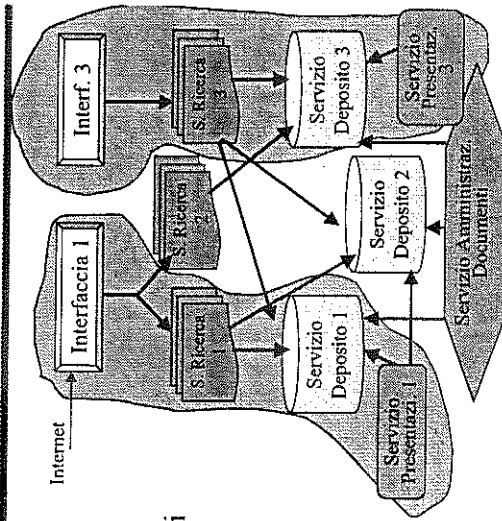 Internet
Interfaccia 1
Interf. 3
S. Ricerca
1
S. Ricerca
2
S. Ricerca
3
Servizio
Deposito 1
Servizio
Deposito 2
Servizio
Deposito 3
Servizio
Presentazi. 1
Servizio
Presentaz.
3
Servizio Amministraz.
Documenti